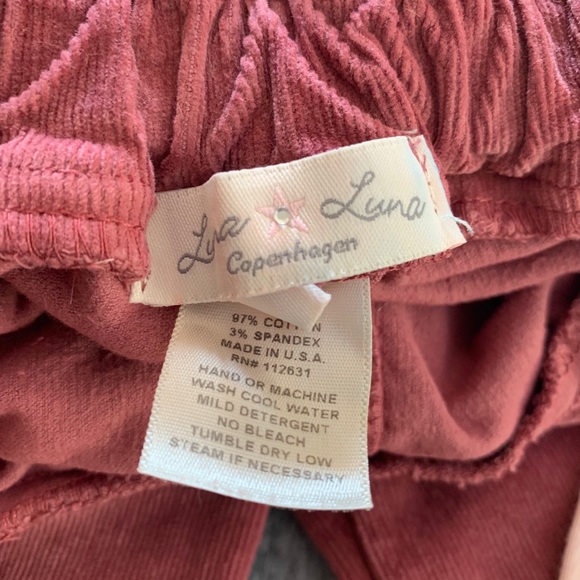 Luna Luna
Copenhagen
97% COTTON
3% SPANDEX
MADE IN U.S.A.
RN# 112631
HAND OR MACHINE
WASH COOL WATER
MILD DETERGENT
NO BLEACH
TUMBLE DRY LOW
STEAM IF NECESSARY